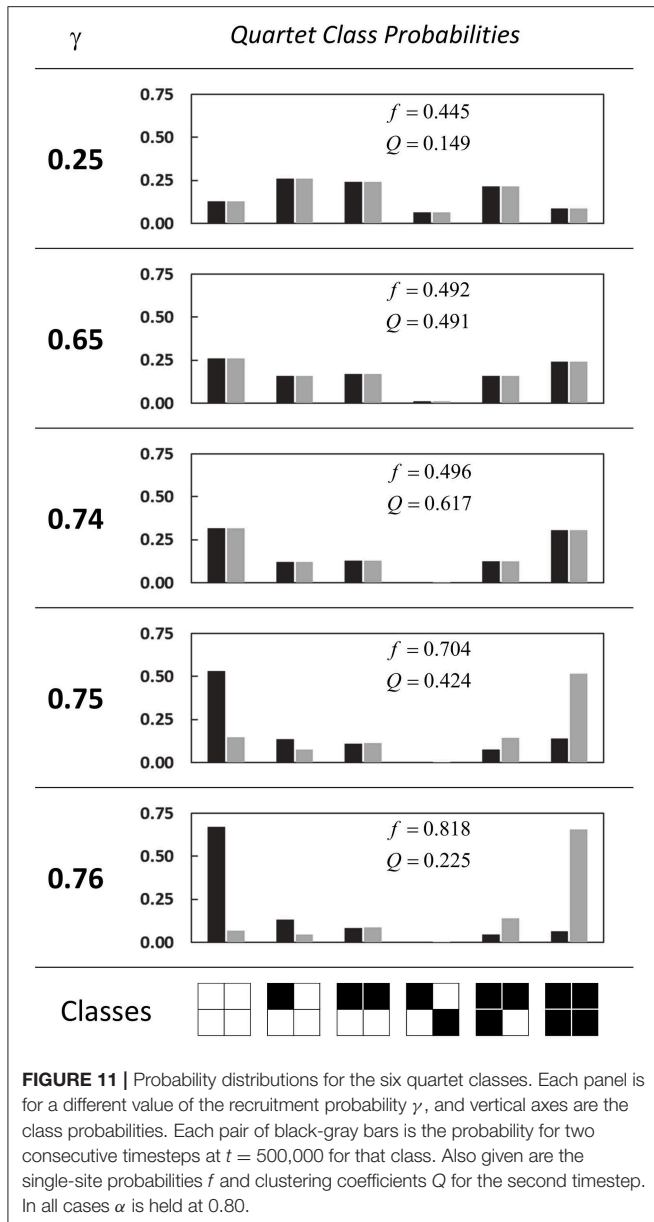 γ Quartet Class Probabilities
0.25
0.75
0.50
0.25
0.00
f = 0.445
Q = 0.149
0.65
0.75
0.50
0.25
0.00
f = 0.492
Q = 0.491
0.74
0.75
0.50
0.25
0.00
f = 0.496
Q = 0.617
0.75
0.75
0.50
0.25
0.00
f = 0.704
Q = 0.424
0.76
0.75
0.50
0.25
0.00
f = 0.818
Q = 0.225
Classes
FIGURE 11 | Probability distributions for the six quartet classes. Each panel is
for a different value of the recruitment probability γ, and vertical axes are the
class probabilities. Each pair of black-gray bars is the probability for two
consecutive timesteps at t = 500,000 for that class. Also given are the
single-site probabilities f and clustering coefficients Q for the second timestep.
In all cases α is held at 0.80.